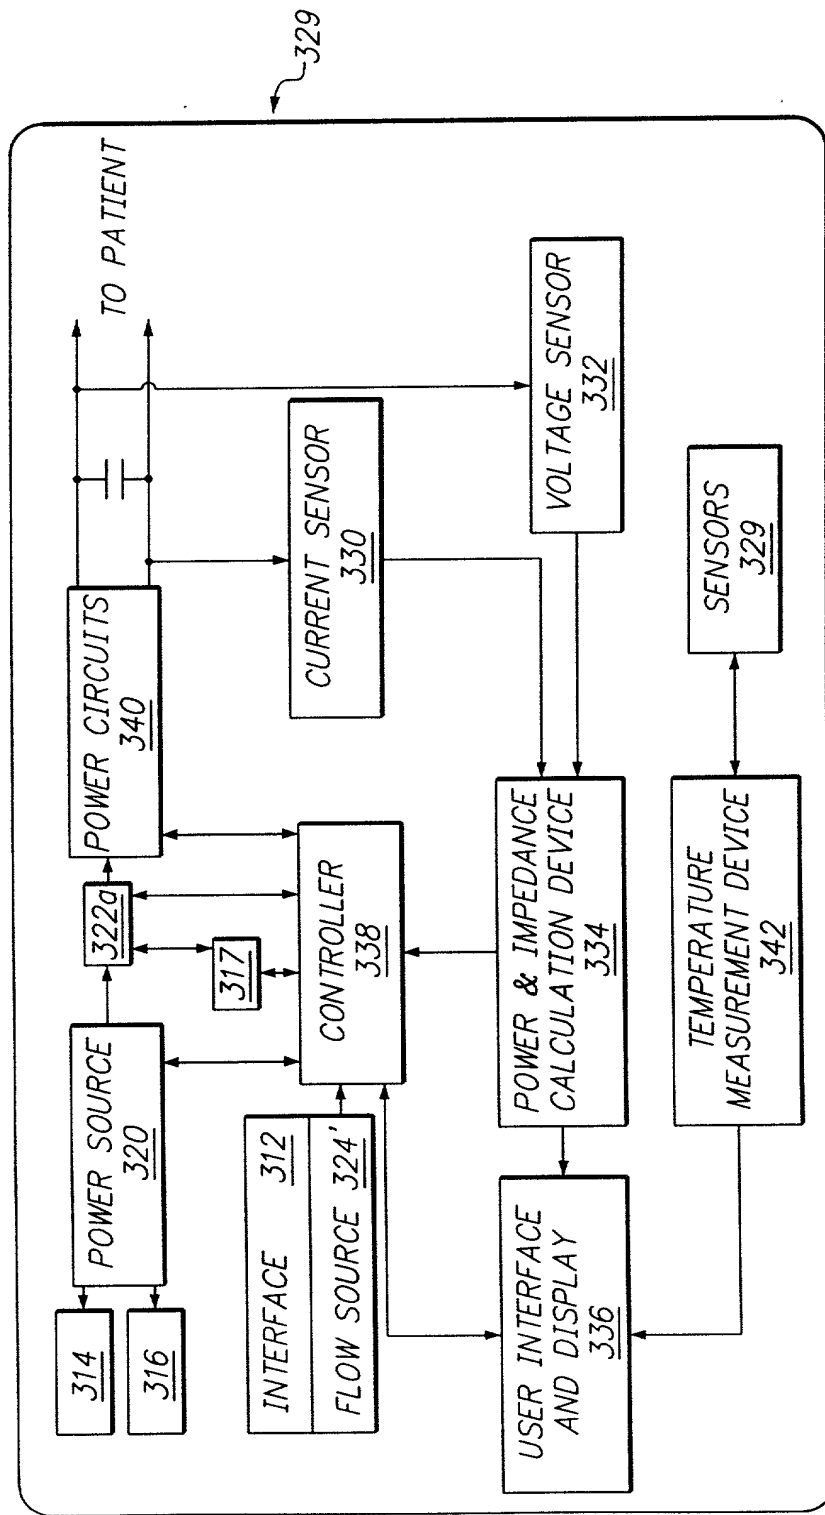 329
TO PATIENT
314
316
POWER SOURCE
320
322a
POWER CIRCUITS
340
317
INTERFACE 312
FLOW SOURCE 324'
CONTROLLER
338
CURRENT SENSOR
330
VOLTAGE SENSOR
332
USER INTERFACE
AND DISPLAY
336
POWER & IMPEDANCE
CALCULATION DEVICE
334
TEMPERATURE
MEASUREMENT DEVICE
342
SENSORS
329